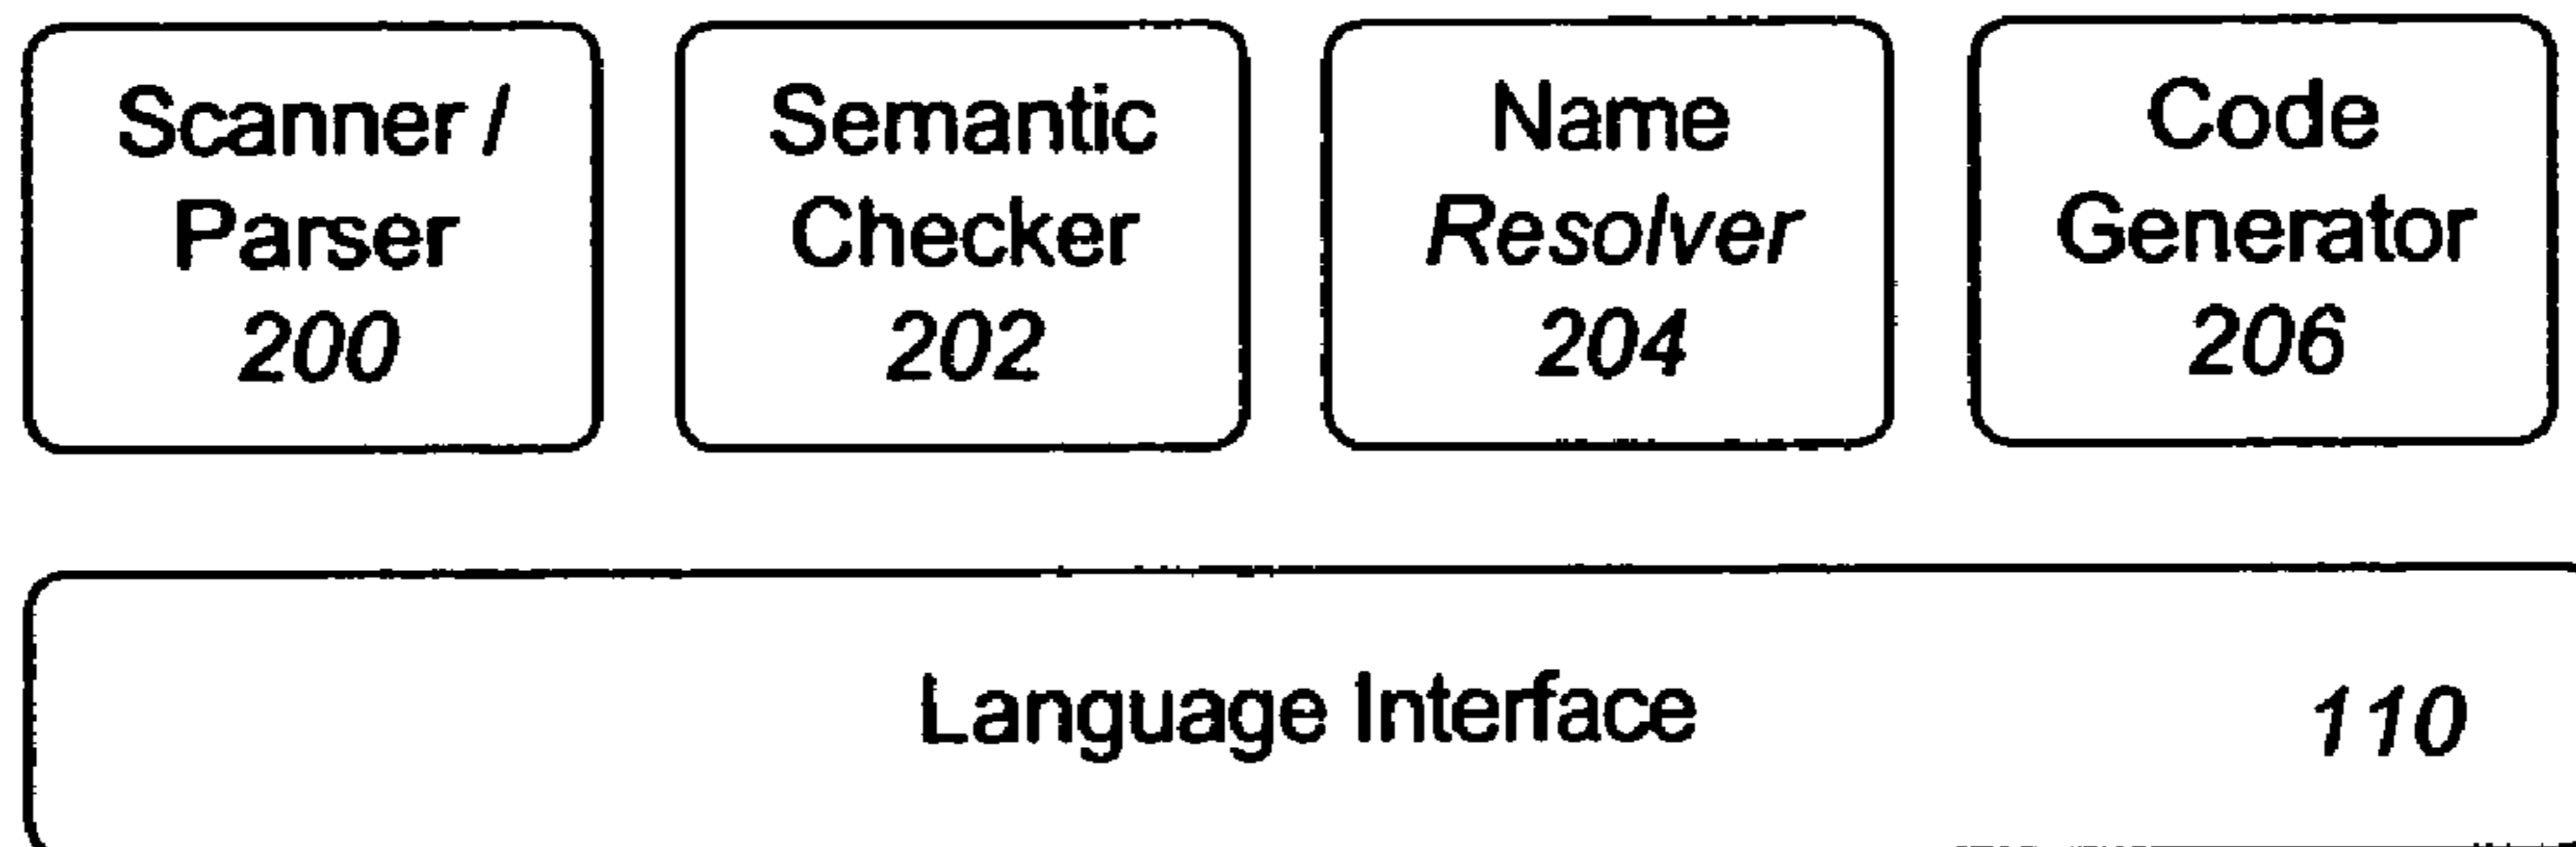 Scanner /
Parser
200
Semantic
Checker
202
Name
Resolver
204
Code
Generator
206
Language Interface 110